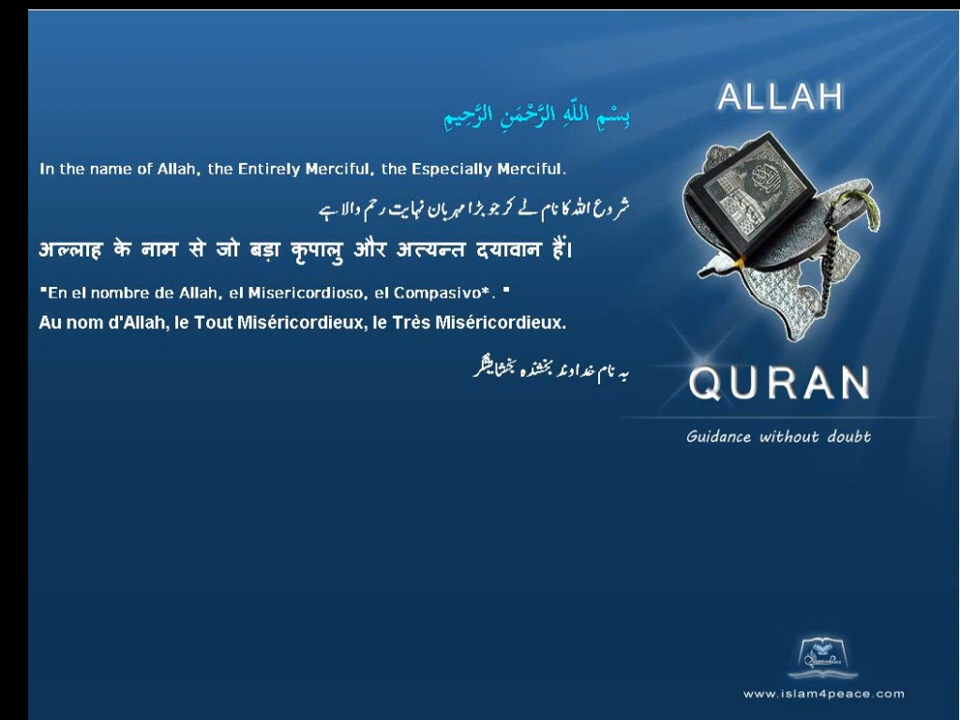 بِسْمِ اللّهِ الرَّحْمَنِ الرَّحِيمِ
In the name of Allah, the Entirely Merciful, the Especially Merciful.
شروع اللہ کا نام لے کر جو بڑا مہربان نہایت رحم والا ہے
अल्लाह के नाम से जो बड़ा कृपालु और अत्यन्त दयावान हैं।
"En el nombre de Allah, el Misericordioso, el Compasivo*. "
Au nom d'Allah, le Tout Miséricordieux, le Très Miséricordieux.
به نام خداوند بخشنده بخشایشگر
ALLAH
QURAN
Guidance without doubt
www.islam4peace.com